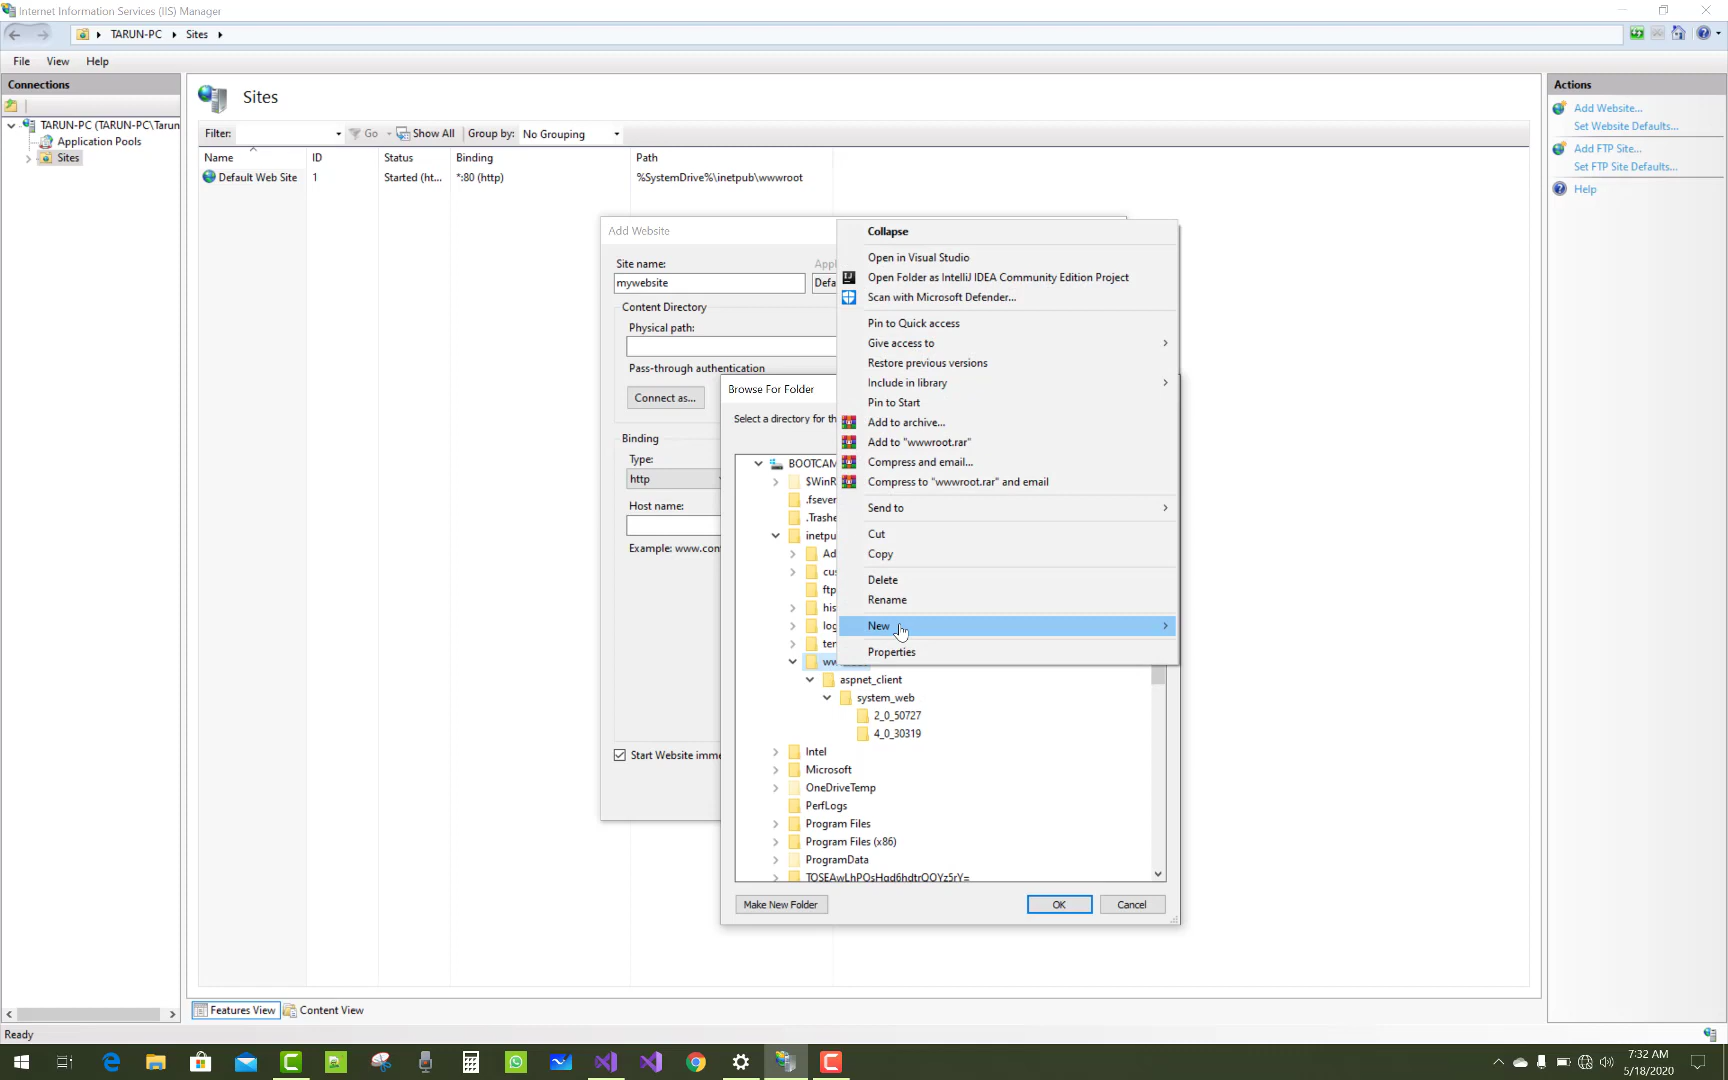 Internet Information Services (IIS) Manager
TARUN-PC
Sites
File View Help
Connections
TARUN-PC (TARUN-PC\Tarun
Application Pools
Sites
Sites
Filter:
Go
Show All
Group by:
No Grouping
Name ID Status Binding Path
Default Web Site 1 Started (ht... *:80 (http) %SystemDrive%\inetpub\wwwroot
Actions
Add Website...
Set Website Defaults...
Add FTP Site...
Set FTP Site Defaults...
Help
Add Website
Site name:
Appl
mywebsite
Defa
Content Directory
Physical path:
Pass-through authentication
Connect as...
Binding
Type:
http
Host name:
Example: www.con
Start Website imme
Browse For Folder
Select a directory for th
BOOTCAM
$WinR
.fsever
.Trashe
inetpu
Ad
cus
ftp
his
log
ter
ww
aspnet_client
system_web
2_0_50727
4_0_30319
Intel
Microsoft
OneDriveTemp
PerfLogs
Program Files
Program Files (x86)
ProgramData
Make New Folder
OK
Cancel
Collapse
Open in Visual Studio
Open Folder as IntelliJ IDEA Community Edition Project
Scan with Microsoft Defender...
Pin to Quick access
Give access to
Restore previous versions
Include in library
Pin to Start
Add to archive...
Add to "wwwroot.rar"
Compress and email...
Compress to "wwwroot.rar" and email
Send to
Cut
Copy
Delete
Rename
New
Properties
Features View
Content View
Ready
7:32 AM
5/18/2020